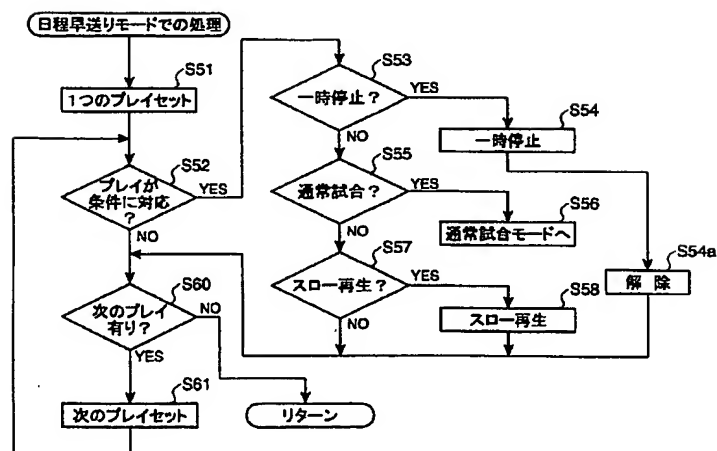 日程早送りモードでの処理
S51
1つのプレイセット
S52
プレイが
条件に対応
?
YES
NO
S53
一時停止?
YES
NO
S54
一時停止
S55
通常試合?
YES
NO
S56
通常試合モードへ
S57
スロー再生?
YES
NO
S58
スロー再生
S54a
解除
S60
次のプレイ
有り?
NO
YES
S61
次のプレイセット
リターン